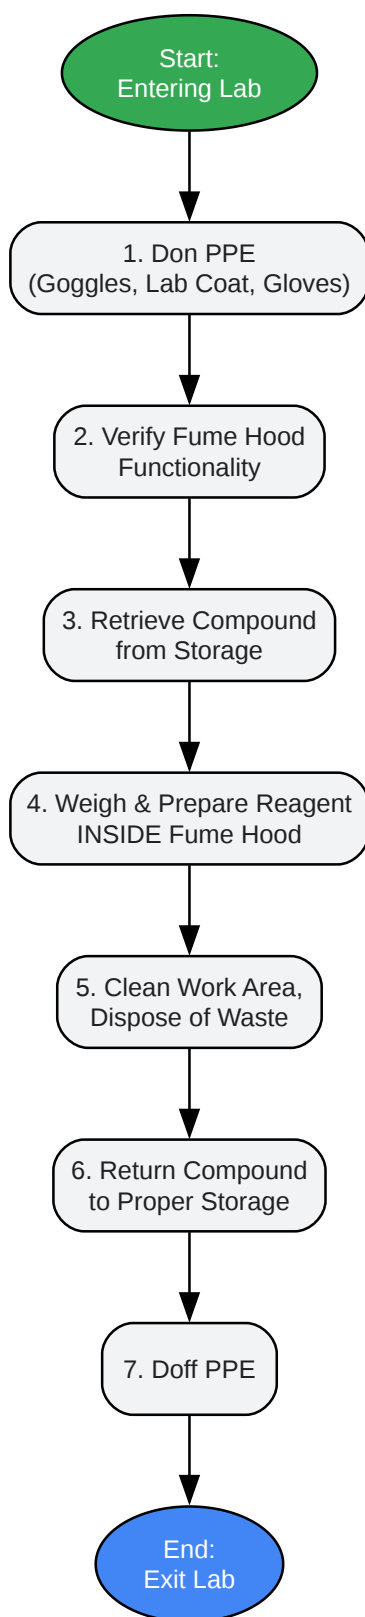 Start:
Entering Lab
1. Don PPE
(Goggles, Lab Coat, Gloves)
2. Verify Fume Hood
Functionality
3. Retrieve Compound
from Storage
4. Weigh & Prepare Reagent
INSIDE Fume Hood
5. Clean Work Area,
Dispose of Waste
6. Return Compound
to Proper Storage
7. Doff PPE
End:
Exit Lab